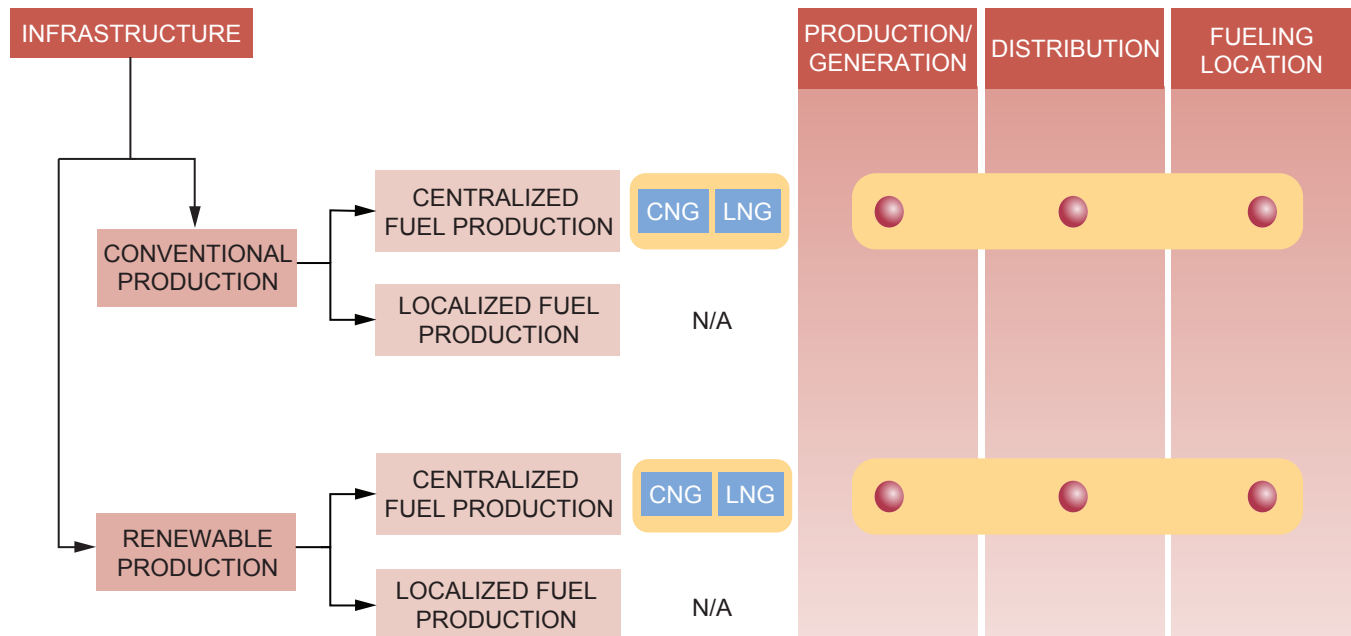 INFRASTRUCTURE
PRODUCTION/
GENERATION
DISTRIBUTION
FUELING
LOCATION
CENTRALIZED
FUEL PRODUCTION
CNG
LNG
CONVENTIONAL
PRODUCTION
LOCALIZED FUEL
PRODUCTION
N/A
CENTRALIZED
FUEL PRODUCTION
CNG
LNG
RENEWABLE
PRODUCTION
LOCALIZED FUEL
PRODUCTION
N/A